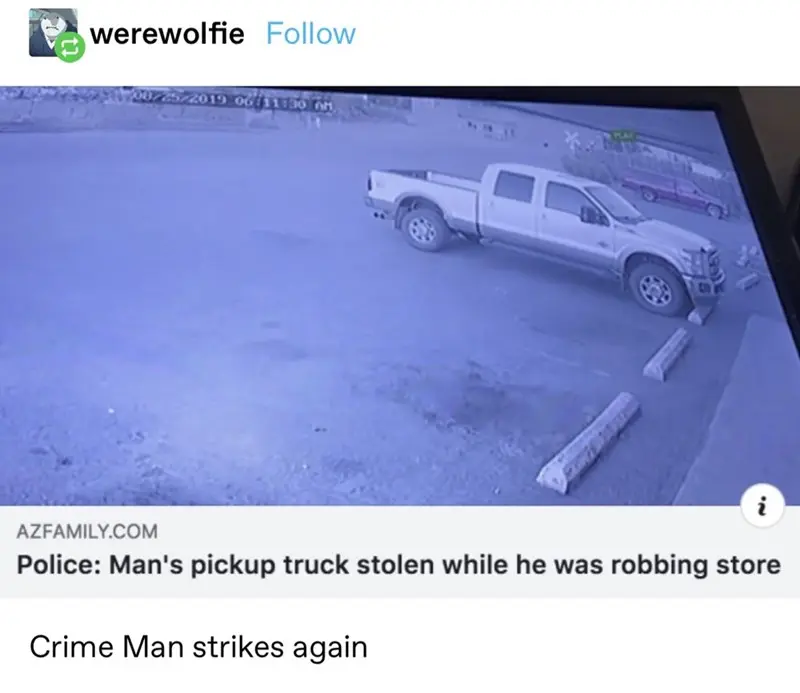 werewolfie Follow
08/25/2019 06:11:30 AM
PLAY
AZFAMILY.COM
Police: Man's pickup truck stolen while he was robbing store
Crime Man strikes again